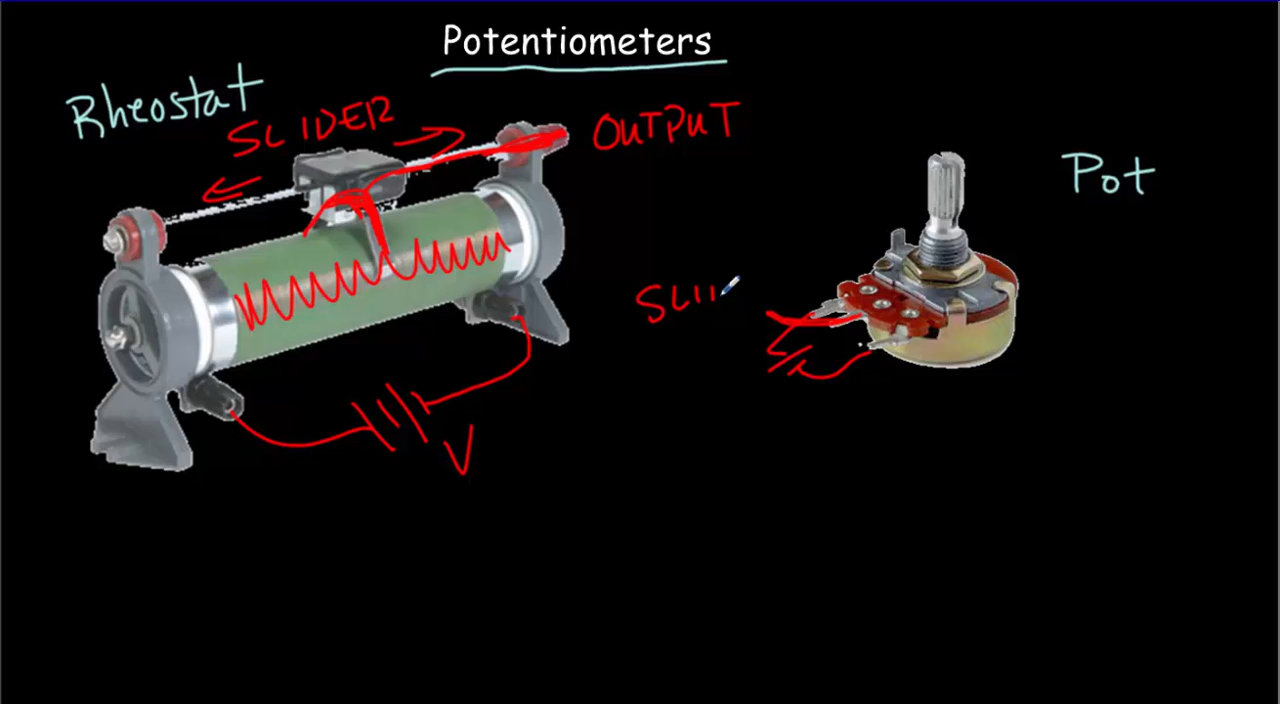 Potentiometers
Rheostat
SLIDER
OUTPUT
Pot
V